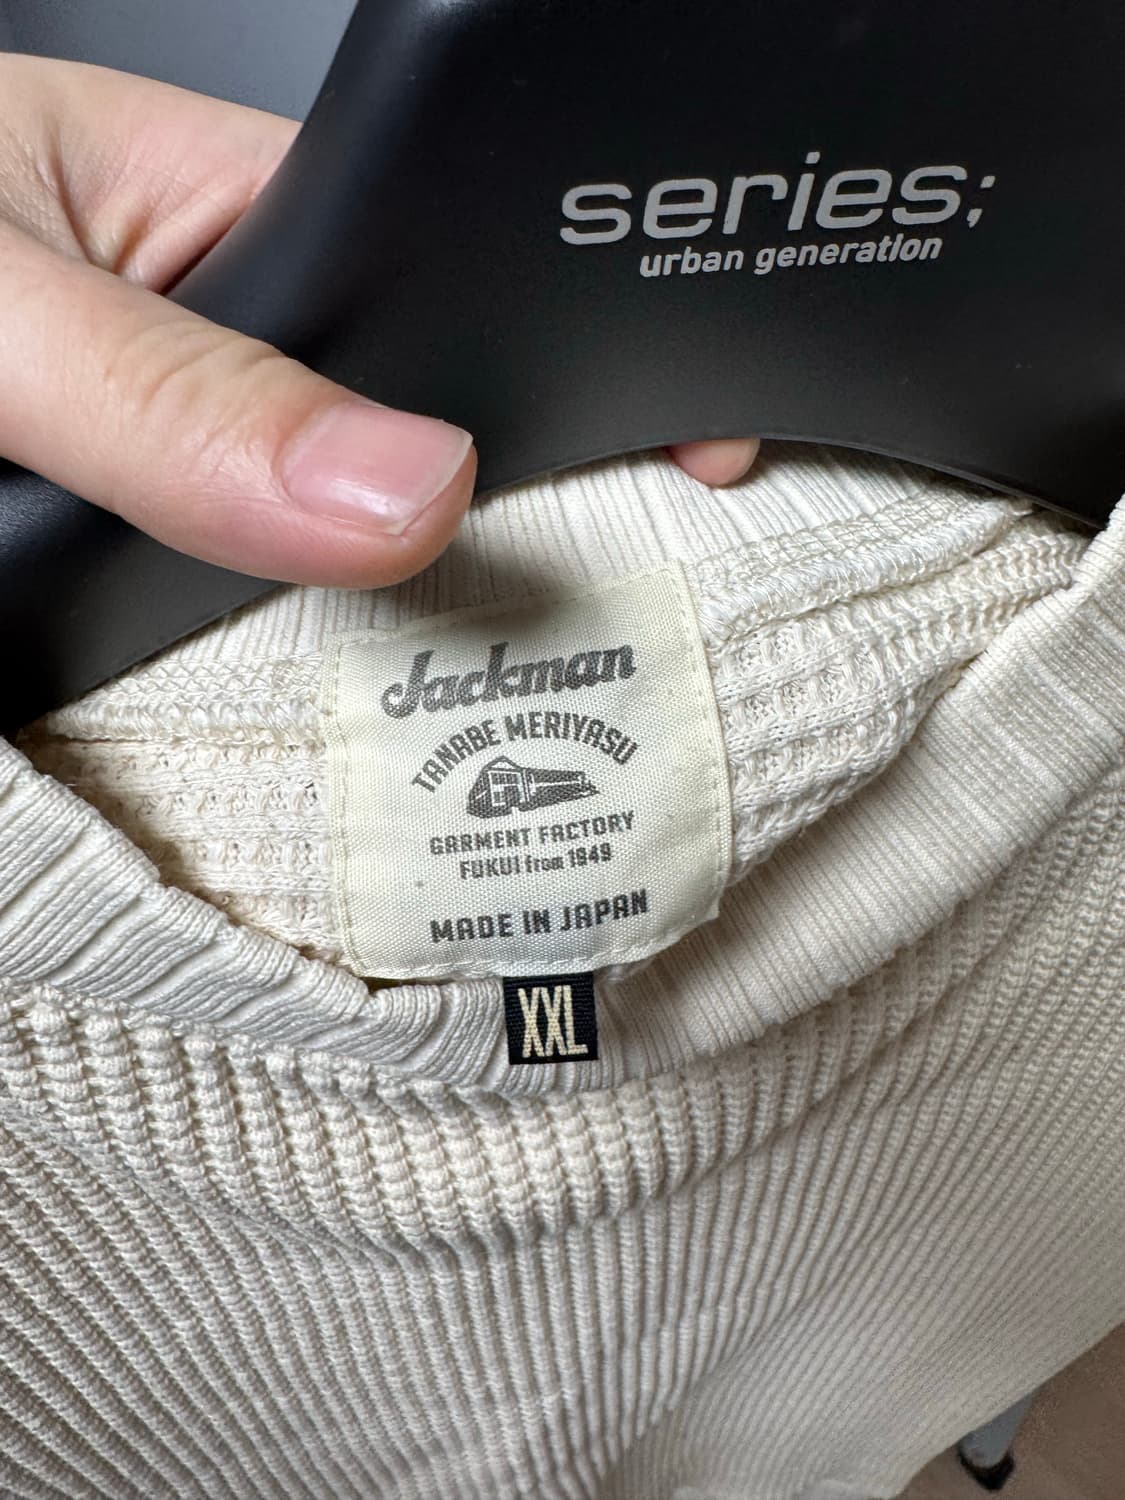 series;
urban generation
Jackman
TANABE MERIYASU
GARMENT FACTORY
FUKUI from 1949
MADE IN JAPAN
XXL